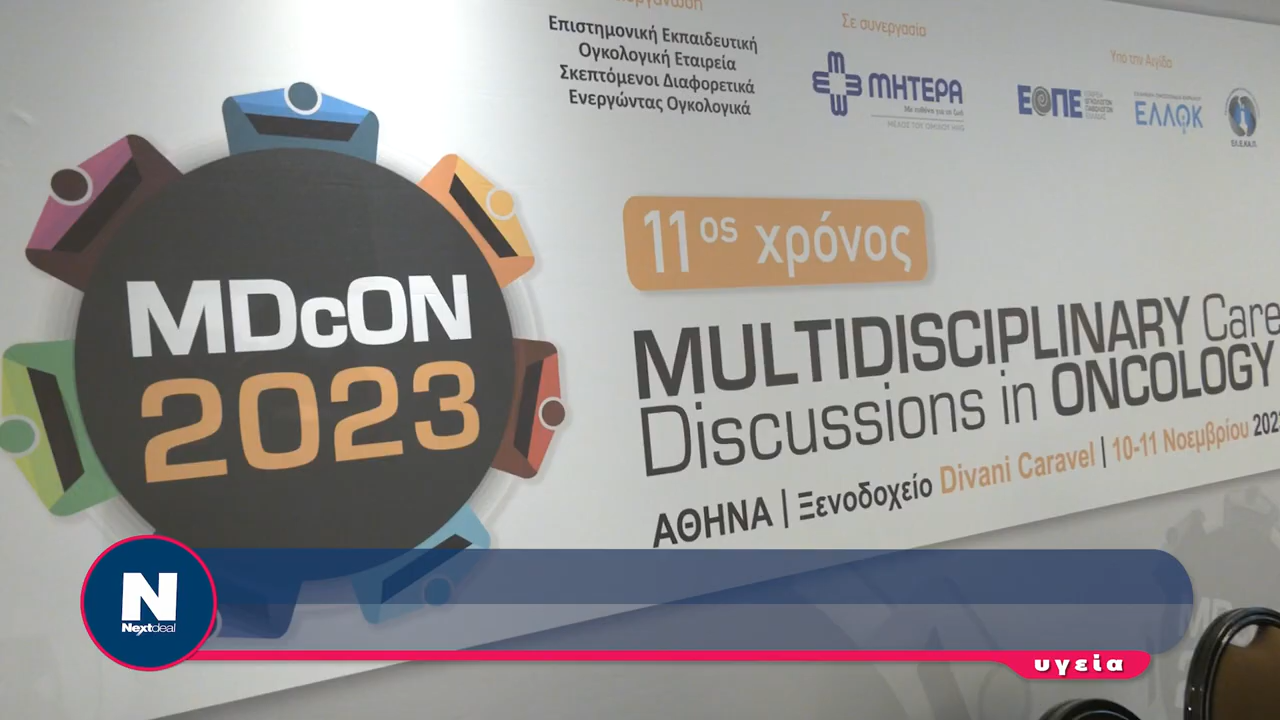 Επιστημονική Εκπαιδευτική
Ογκολογική Εταιρεία
Σκεπτόμενοι Διαφορετικά
Ενεργώντας Ογκολογικά
Σε συνεργασία
ΜΗΤΕΡΑ
Υπό την Αιγίδα
ΕΟΠΕ
ΕΛΛΟΚ
11ος χρόνος
MDcON
2023
MULTIDISCIPLINARY Care
Discussions in ONCOLOGY
ΑΘΗΝΑ | Ξενοδοχείο Divani Caravel | 10-11 Νοεμβρίου 2023
N
Nextdeal
υγεία